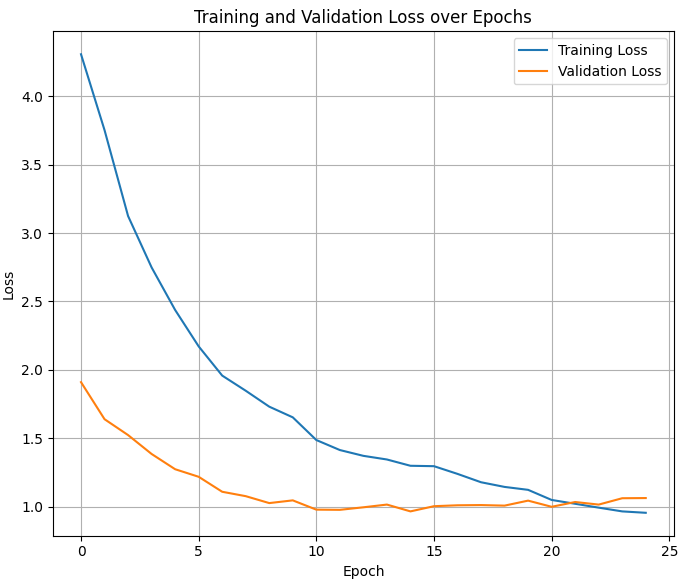 Training and Validation Loss over Epochs
Training Loss
Validation Loss
4.0
3.5
3.0
2.5
2.0
1.5
1.0
Loss
0 5 10 15 20 25
Epoch